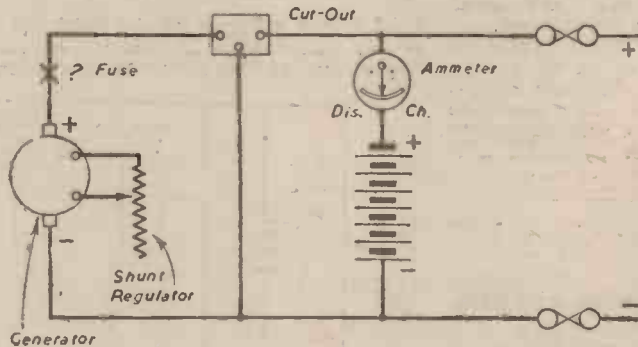 Cut-Out
? Fuse
Ammeter
+
Dis. Ch.
+
+
-
-
-
Shunt
Regulator
Generator